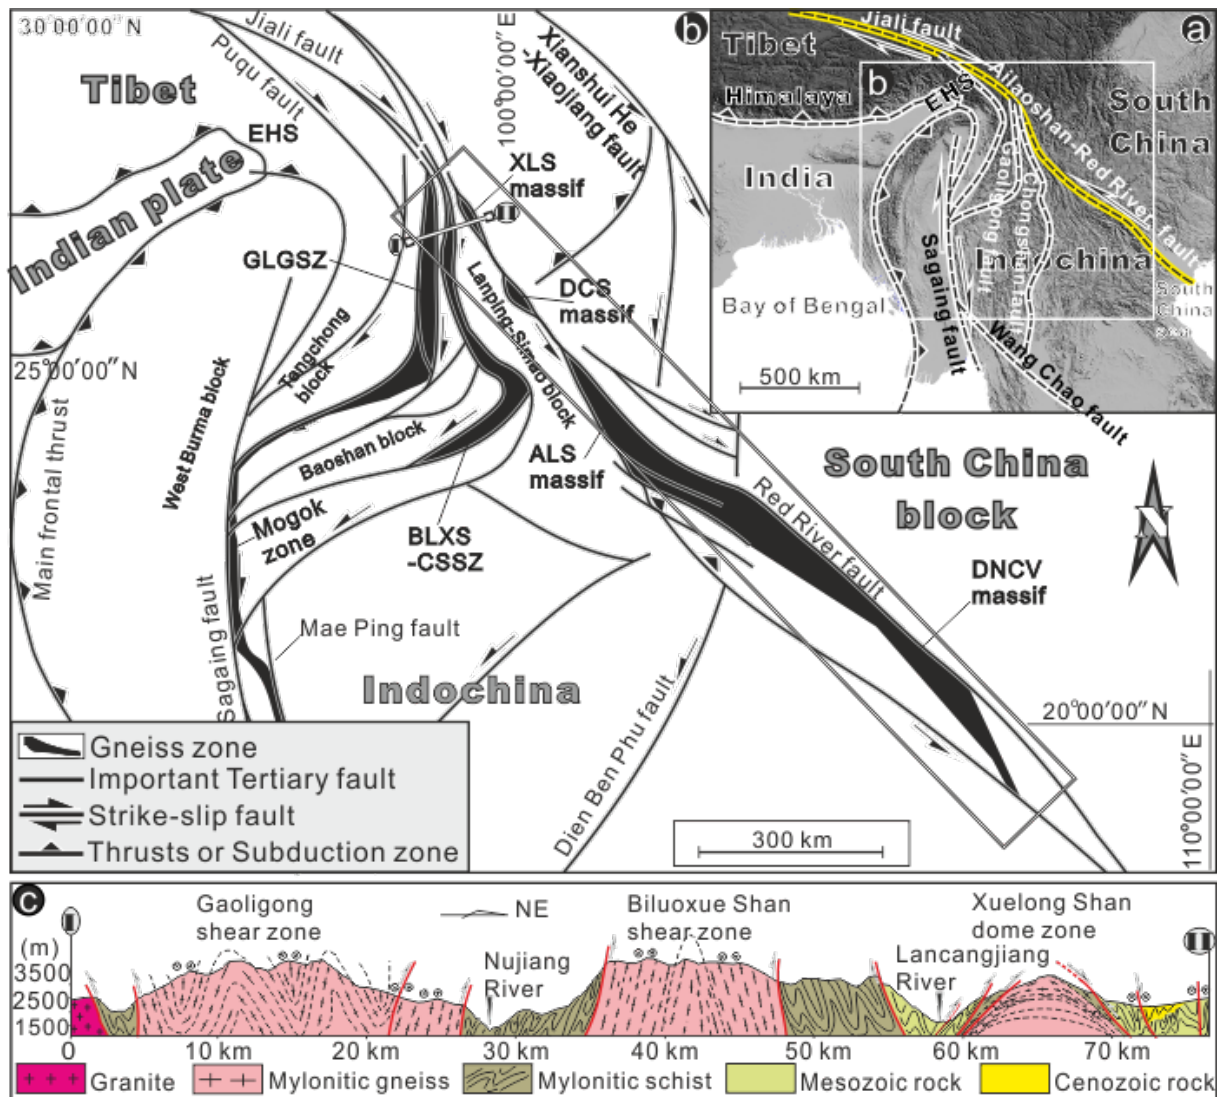 30°00′00″ N
Jiali fault
Puqu fault
Tibet
100°00′00″ E
Xianshui He
-Xiaojiang fault
b
EHS
XLS
massif
Indian plate
GLGSZ
DCS
massif
Lanping-Simao block
Tengchong
block
25°00′00″ N
West Burma block
Main frontal thrust
Baoshan block
ALS
massif
Mogok
zone
BLXS
-CSSZ
Red River fault
South China
block
DNCV
massif
Sagaing fault
Mae Ping fault
Indochina
Dien Ben Phu fault
20°00′00″ N
110°00′00″ E
300 km
Gneiss zone
Important Tertiary fault
Strike-slip fault
Thrusts or Subduction zone
a
Jiali fault
Tibet
b
Himalaya
EHS
Ailaoshan-Red River fault
South
China
India
Gaoligong fault
Chongshan fault
Sagaing fault
Indochina
Bay of Bengal
South
China
sea
Wang Chao fault
500 km
c
I
Gaoligong
shear zone
NE
Biluoxue Shan
shear zone
Xuelong Shan
dome zone
II
(m)
3500
2500
1500
Nujiang
River
Lancangjiang
River
0
10 km
20 km
30 km
40 km
50 km
60 km
70 km
Granite
Mylonitic gneiss
Mylonitic schist
Mesozoic rock
Cenozoic rock